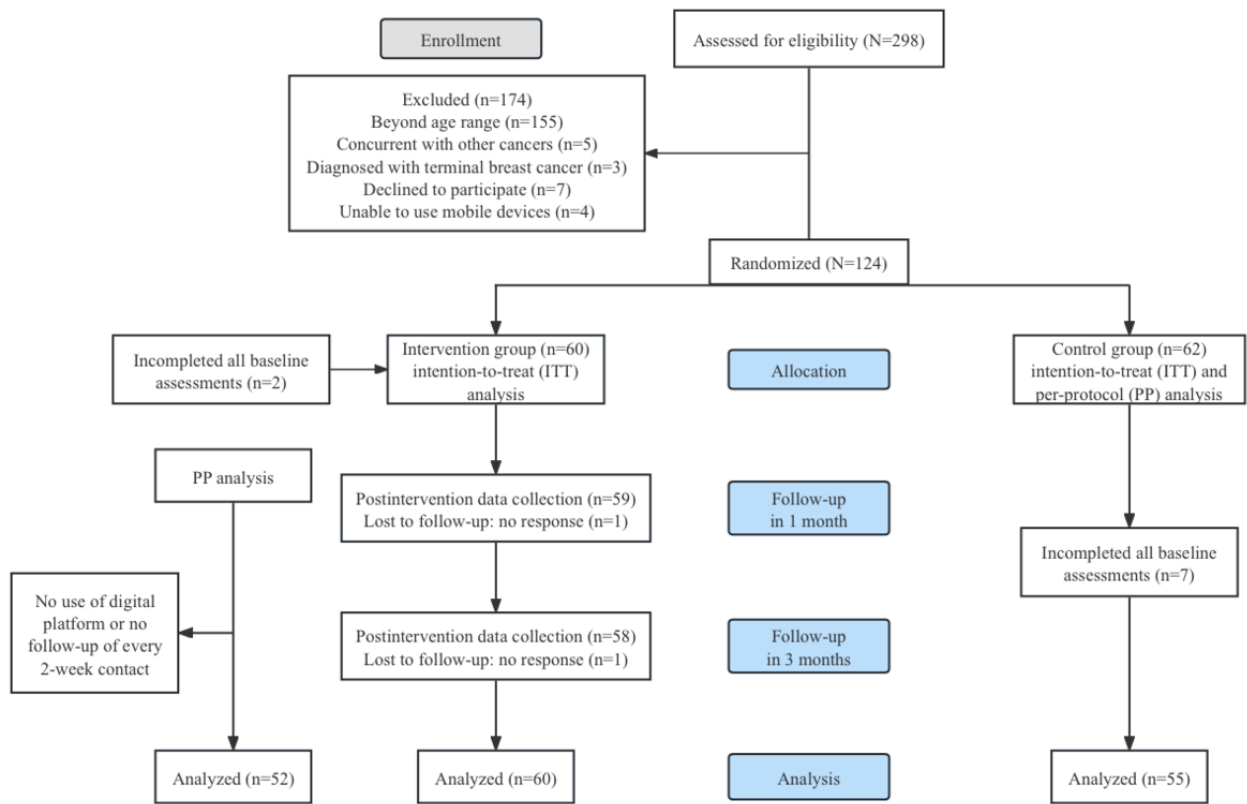 Enrollment
Assessed for eligibility (N=298)
Excluded (n=174)
Beyond age range (n=155)
Concurrent with other cancers (n=5)
Diagnosed with terminal breast cancer (n=3)
Declined to participate (n=7)
Unable to use mobile devices (n=4)
Randomized (N=124)
Incompleted all baseline
assessments (n=2)
Intervention group (n=60)
intention-to-treat (ITT)
analysis
Allocation
Control group (n=62)
intention-to-treat (ITT) and
per-protocol (PP) analysis
PP analysis
Postintervention data collection (n=59)
Lost to follow-up: no response (n=1)
Follow-up
in 1 month
Incompleted all baseline
assessments (n=7)
No use of digital
platform or no
follow-up of every
2-week contact
Postintervention data collection (n=58)
Lost to follow-up: no response (n=1)
Follow-up
in 3 months
Analyzed (n=52)
Analyzed (n=60)
Analysis
Analyzed (n=55)